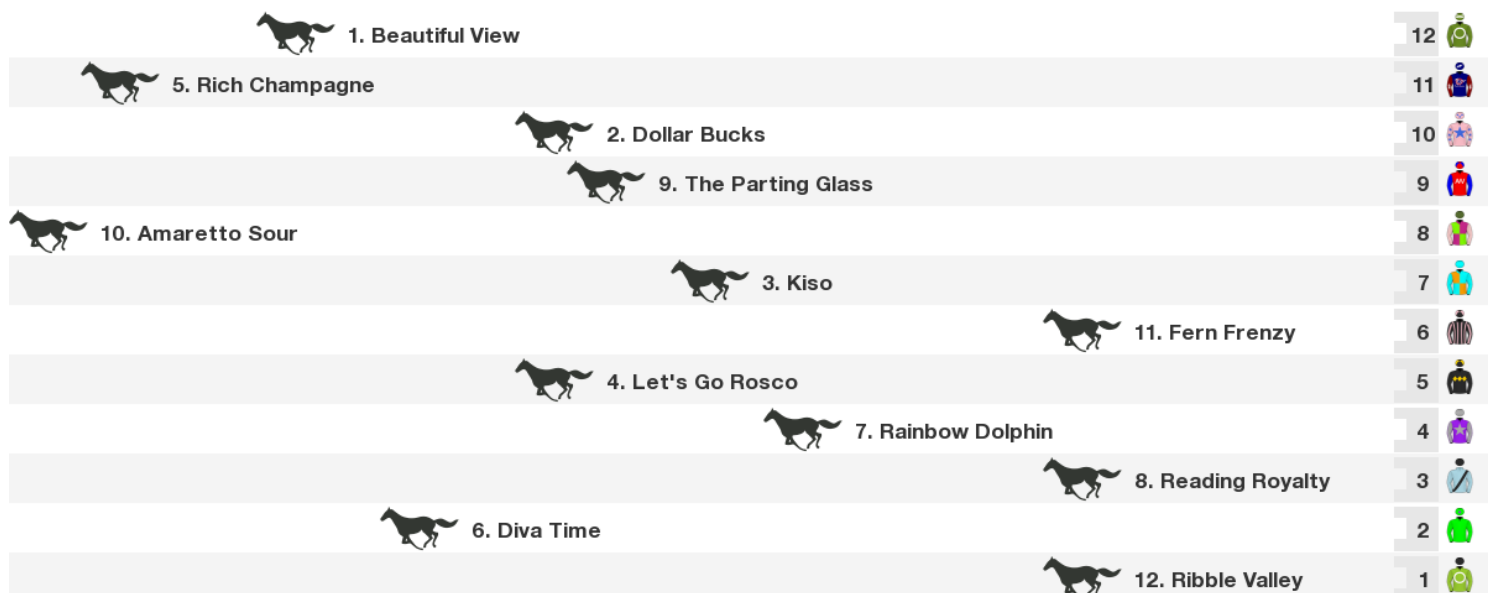 1. Beautiful View 12
5. Rich Champagne 11
2. Dollar Bucks 10
9. The Parting Glass 9
10. Amaretto Sour 8
3. Kiso 7
11. Fern Frenzy 6
4. Let's Go Rosco 5
7. Rainbow Dolphin 4
8. Reading Royalty 3
6. Diva Time 2
12. Ribble Valley 1